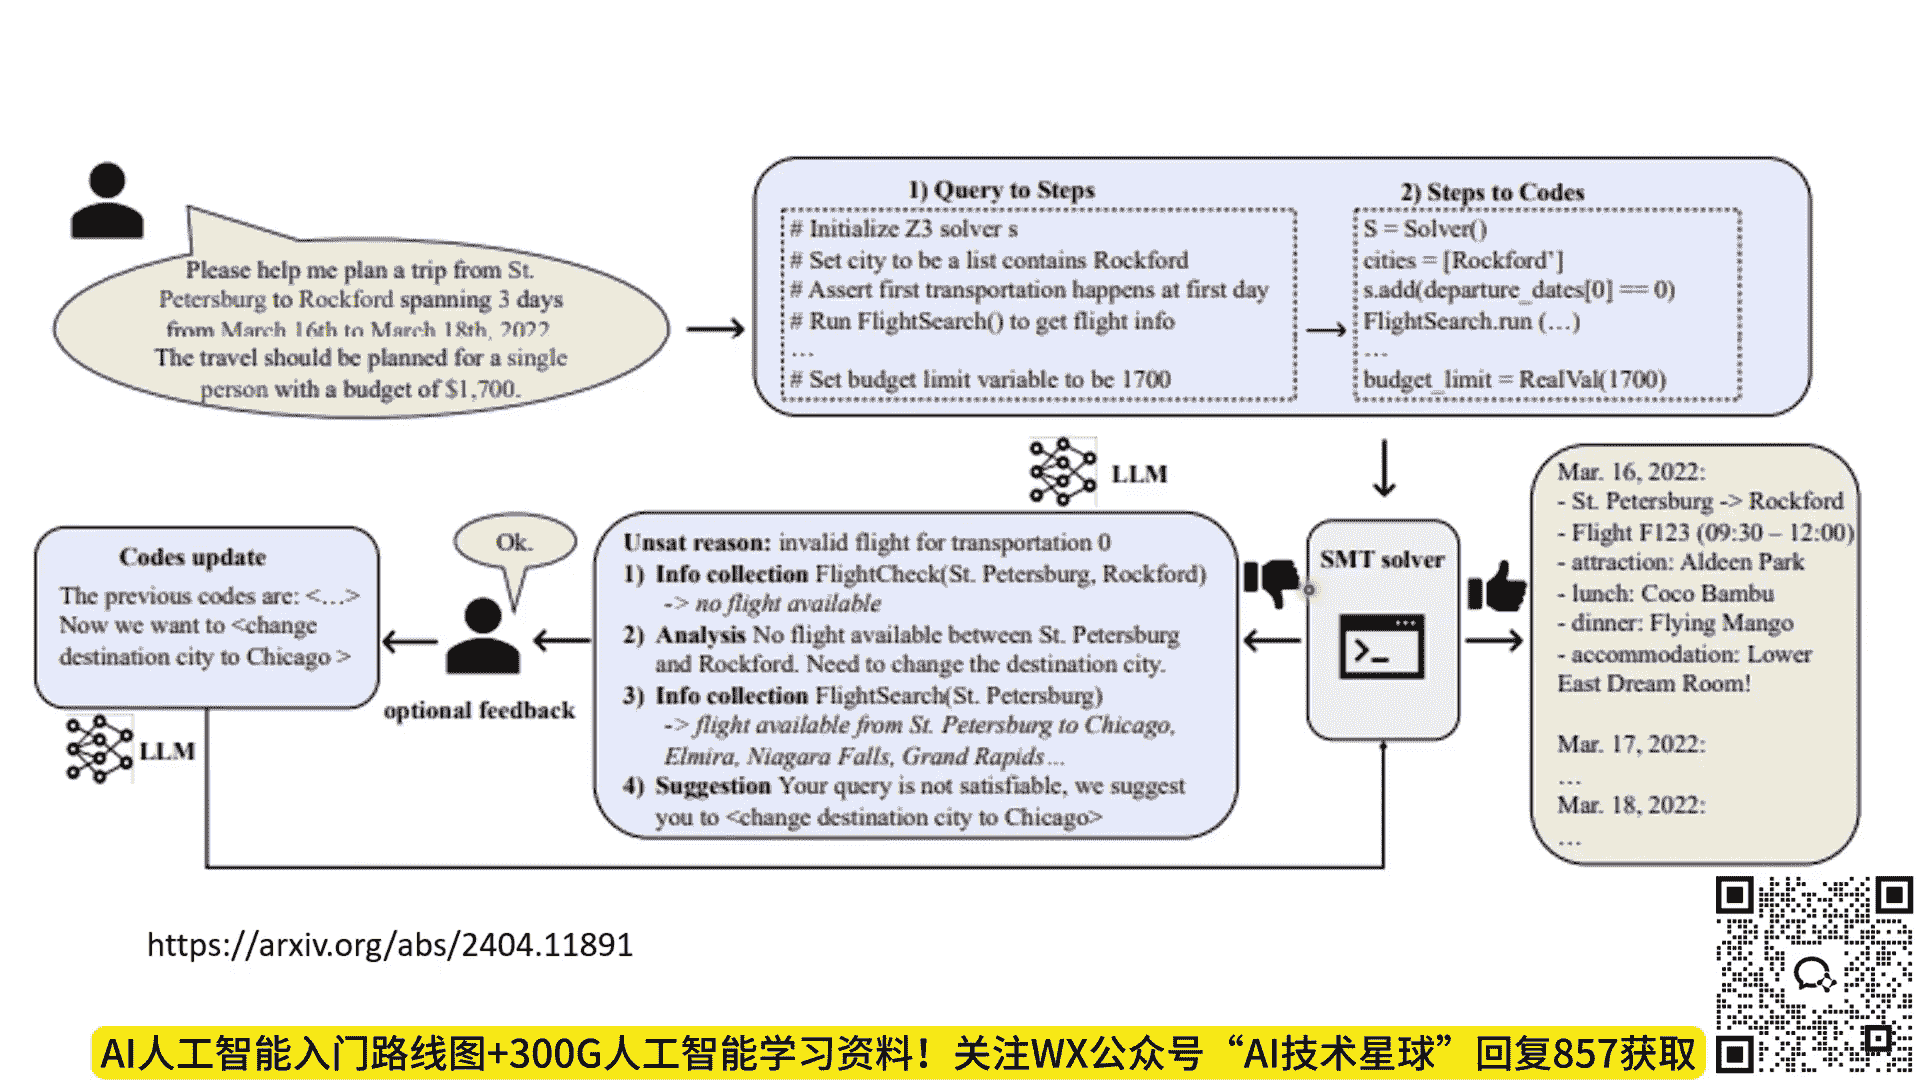 Please help me plan a trip from St.
Petersburg to Rockford spanning 3 days
from March 16th to March 18th, 2022
The travel should be planned for a single
person with a budget of $1,700.
1) Query to Steps
# Initialize Z3 solver s
# Set city to be a list contains Rockford
# Assert first transportation happens at first day
# Run FlightSearch() to get flight info
...
# Set budget limit variable to be 1700
2) Steps to Codes
S = Solver()
cities = [Rockford']
s.add(departure_dates[0] == 0)
FlightSearch.run (...)
...
budget_limit = RealVal(1700)
LLM
SMT solver
Mar. 16, 2022:
- St. Petersburg -> Rockford
- Flight F123 (09:30 – 12:00)
- attraction: Aldeen Park
- lunch: Coco Bambu
- dinner: Flying Mango
- accommodation: Lower
East Dream Room!
Mar. 17, 2022:
...
Mar. 18, 2022:
...
Unsat reason: invalid flight for transportation 0
1) Info collection FlightCheck(St. Petersburg, Rockford)
-> no flight available
2) Analysis No flight available between St. Petersburg
and Rockford. Need to change the destination city.
3) Info collection FlightSearch(St. Petersburg)
-> flight available from St. Petersburg to Chicago,
Elmira, Niagara Falls, Grand Rapids...
4) Suggestion Your query is not satisfiable, we suggest
you to <change destination city to Chicago>
Ok.
optional feedback
Codes update
The previous codes are: <...>
Now we want to <change
destination city to Chicago >
LLM
https://arxiv.org/abs/2404.11891
AI人工智能入门路线图+300G人工智能学习资料！关注WX公众号“AI技术星球”回复857获取